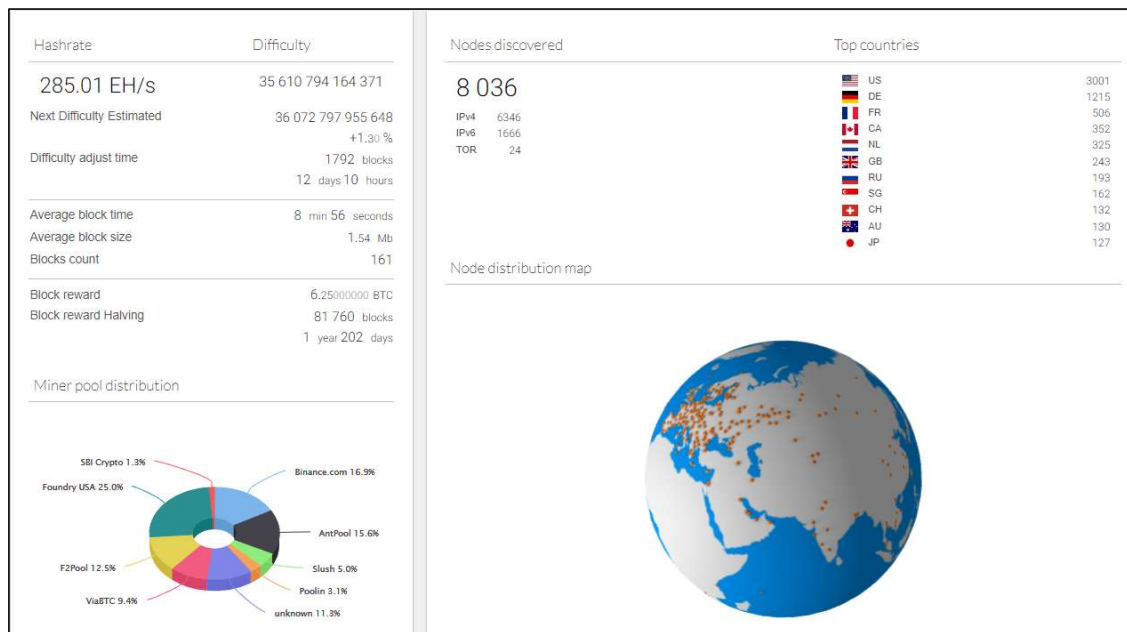 Hashrate Difficulty
285.01 EH/s 35 610 794 164 371
Next Difficulty Estimated 36 072 797 955 648
+1.30 %
Difficulty adjust time 1792 blocks
12 days 10 hours
Average block time 8 min 56 seconds
Average block size 1.54 Mb
Blocks count 161
Block reward 6.25000000 BTC
Block reward Halving 81 760 blocks
1 year 202 days
Miner pool distribution
SBI Crypto 1.3%
Binance.com 16.9%
Foundry USA 25.0%
AntPool 15.6%
F2Pool 12.5%
Slush 5.0%
Poolin 3.1%
ViaBTC 9.4%
unknown 11.3%
Nodes discovered Top countries
8 036
IPv4 6346
IPv6 1666
TOR 24
US 3001
DE 1215
FR 506
CA 352
NL 325
GB 243
RU 193
SG 162
CH 132
AU 130
JP 127
Node distribution map